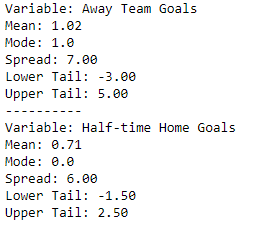 Variable: Away Team Goals
Mean: 1.02
Mode: 1.0
Spread: 7.00
Lower Tail: -3.00
Upper Tail: 5.00
----------
Variable: Half-time Home Goals
Mean: 0.71
Mode: 0.0
Spread: 6.00
Lower Tail: -1.50
Upper Tail: 2.50